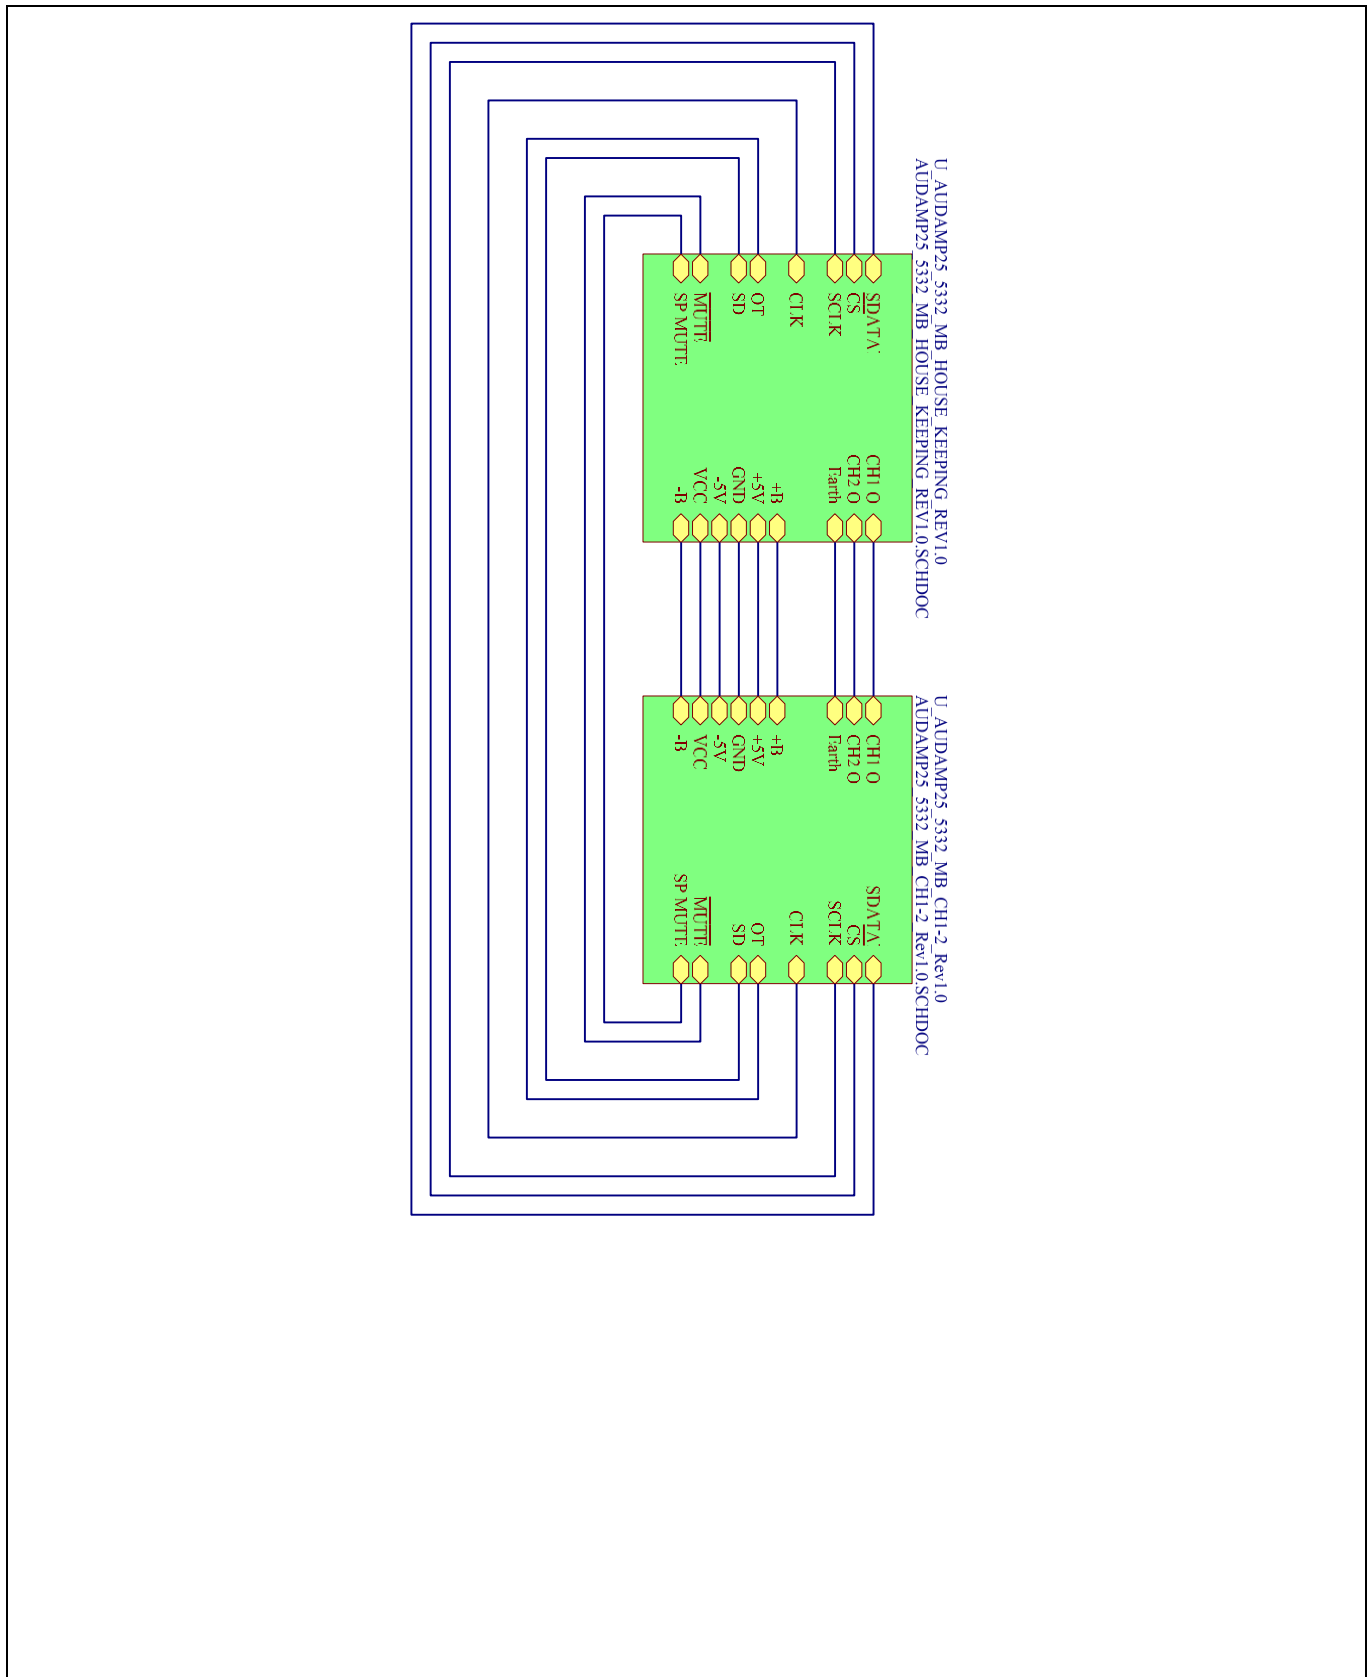 U_AUDAMP25_5332_MB_HOUSE_KEEPING_REV1.0
AUDAMP25_5332_MB_HOUSE_KEEPING_REV1.0.SCHDOC
SDATA
CS
SCLK
CLK
OT
SD
MUTE
SP MUTE
CH1 O
CH2 O
Earth
+B
+5V
GND
-5V
VCC
-B
U_AUDAMP25_5332_MB_CH1-2_Rev1.0
AUDAMP25_5332_MB_CH1-2_Rev1.0.SCHDOC
CH1 O
CH2 O
Earth
+B
+5V
GND
-5V
VCC
-B
SDATA
CS
SCLK
CLK
OT
SD
MUTE
SP MUTE